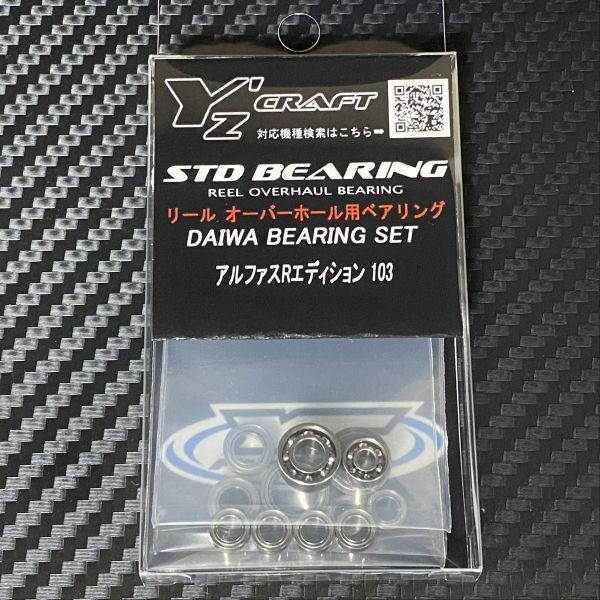 Y'z CRAFT
対応機種検索はこちら➡
STD BEARING
REEL OVERHAUL BEARING
リール オーバーホール用ベアリング
DAIWA BEARING SET
アルファスRエディション 103